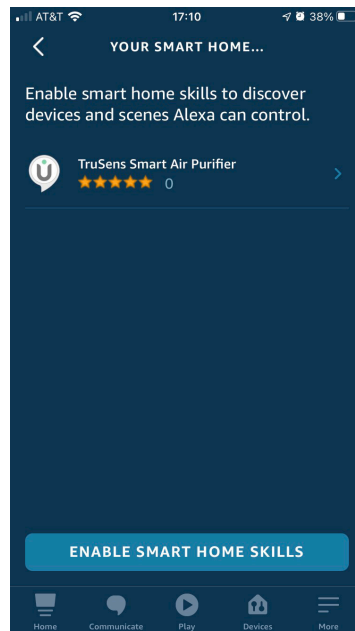 AT&T 17:10 38%
YOUR SMART HOME...
Enable smart home skills to discover
devices and scenes Alexa can control.
TruSens Smart Air Purifier
0
ENABLE SMART HOME SKILLS
Home Communicate Play Devices More